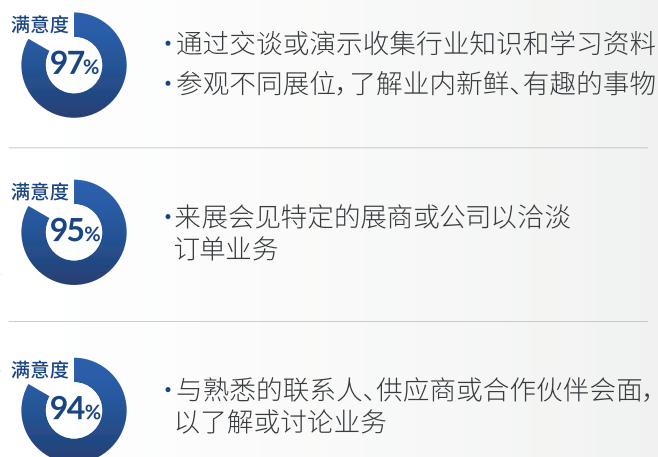 满意度
97%
·通过交谈或演示收集行业知识和学习资料
·参观不同展位，了解业内新鲜、有趣的事物
满意度
95%
·来展会见特定的展商或公司以洽淡
订单业务
满意度
94%
·与熟悉的联系人、供应商或合作伙伴会面，
以了解或讨论业务